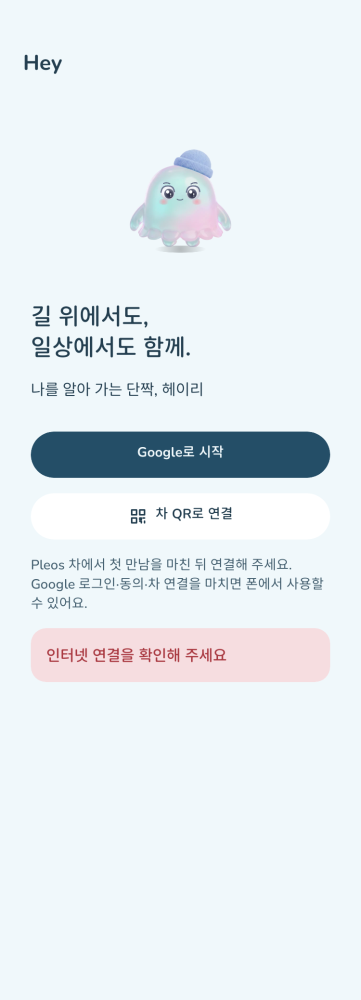 Hey
길 위에서도,
일상에서도 함께.
나를 알아 가는 단짝, 헤이리
Google로 시작
차 QR로 연결
Pleos 차에서 첫 만남을 마친 뒤 연결해 주세요.
Google 로그인·동의·차 연결을 마치면 폰에서 사용할
수 있어요.
인터넷 연결을 확인해 주세요